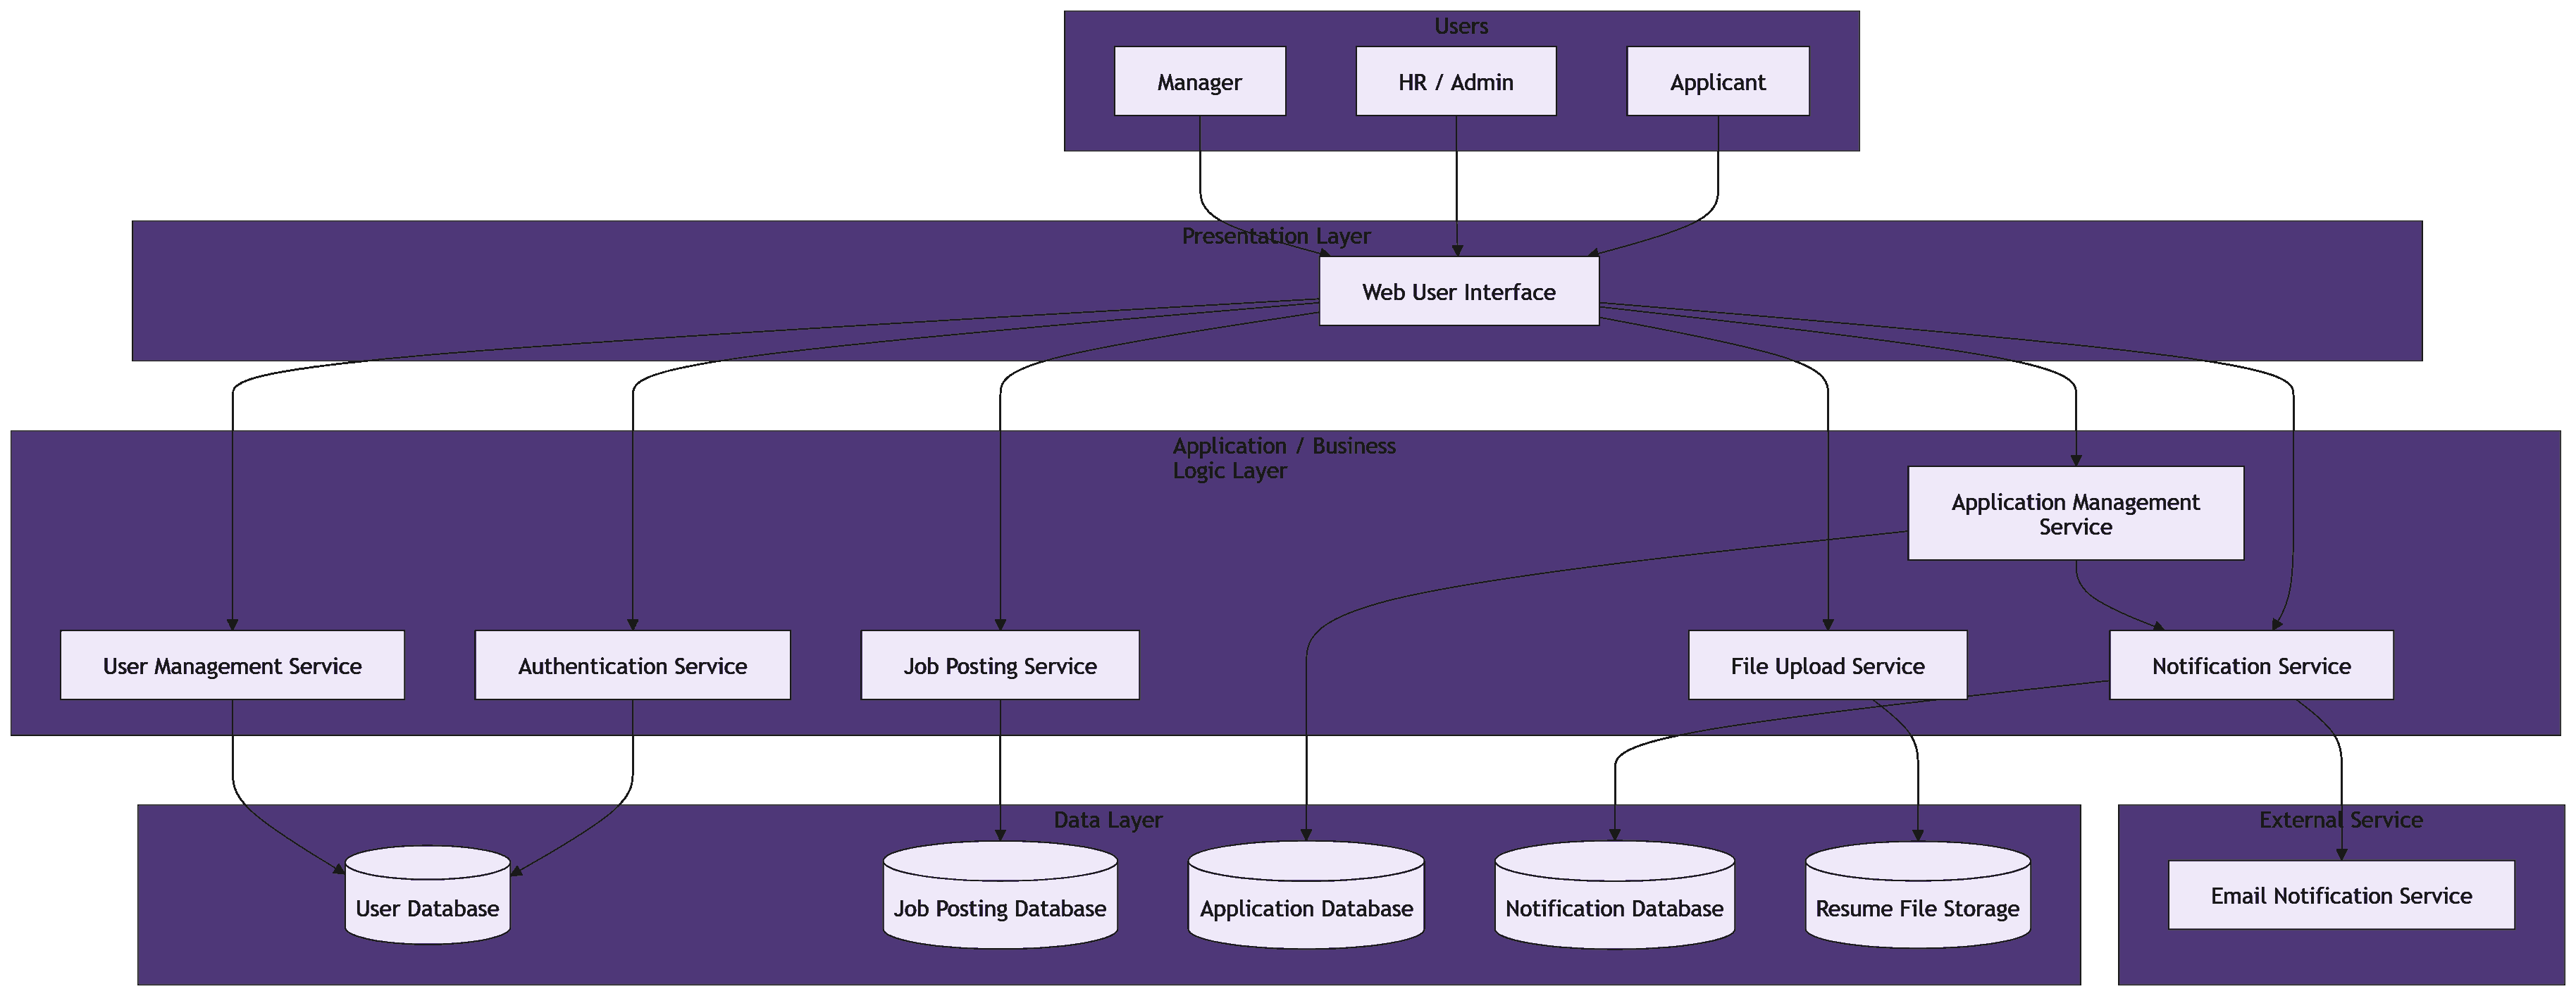 Users
Manager
HR / Admin
Applicant
Presentation Layer
Web User Interface
Application / Business
Logic Layer
Application Management
Service
User Management Service
Authentication Service
Job Posting Service
File Upload Service
Notification Service
Data Layer
External Service
User Database
Job Posting Database
Application Database
Notification Database
Resume File Storage
Email Notification Service